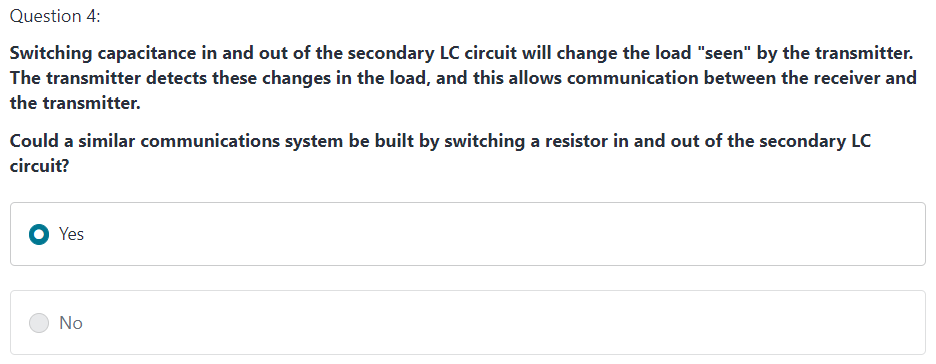 Question 4:
Switching capacitance in and out of the secondary LC circuit will change the load "seen" by the transmitter.
The transmitter detects these changes in the load, and this allows communication between the receiver and
the transmitter.
Could a similar communications system be built by switching a resistor in and out of the secondary LC
circuit?
Yes
No